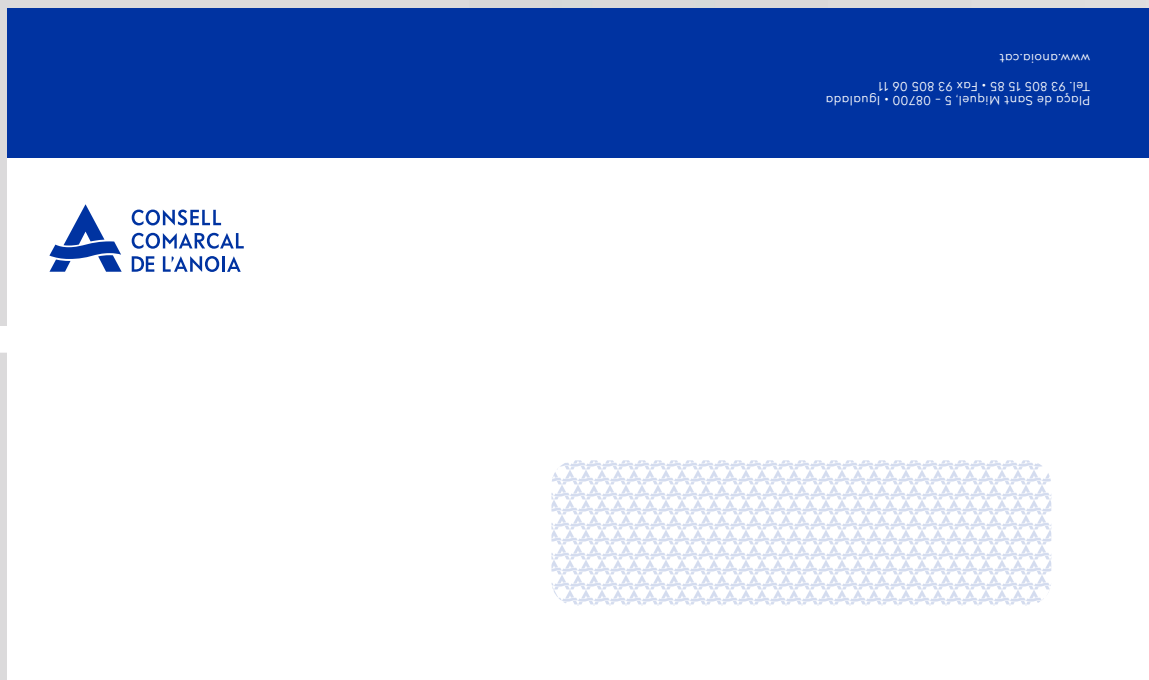 Plaça de Sant Miquel, 5 - 08700 • Igualada
Tel. 93 805 15 85 • Fax 93 805 06 11
www.anoia.cat
CONSELL
COMARCAL
DE L'ANOIA